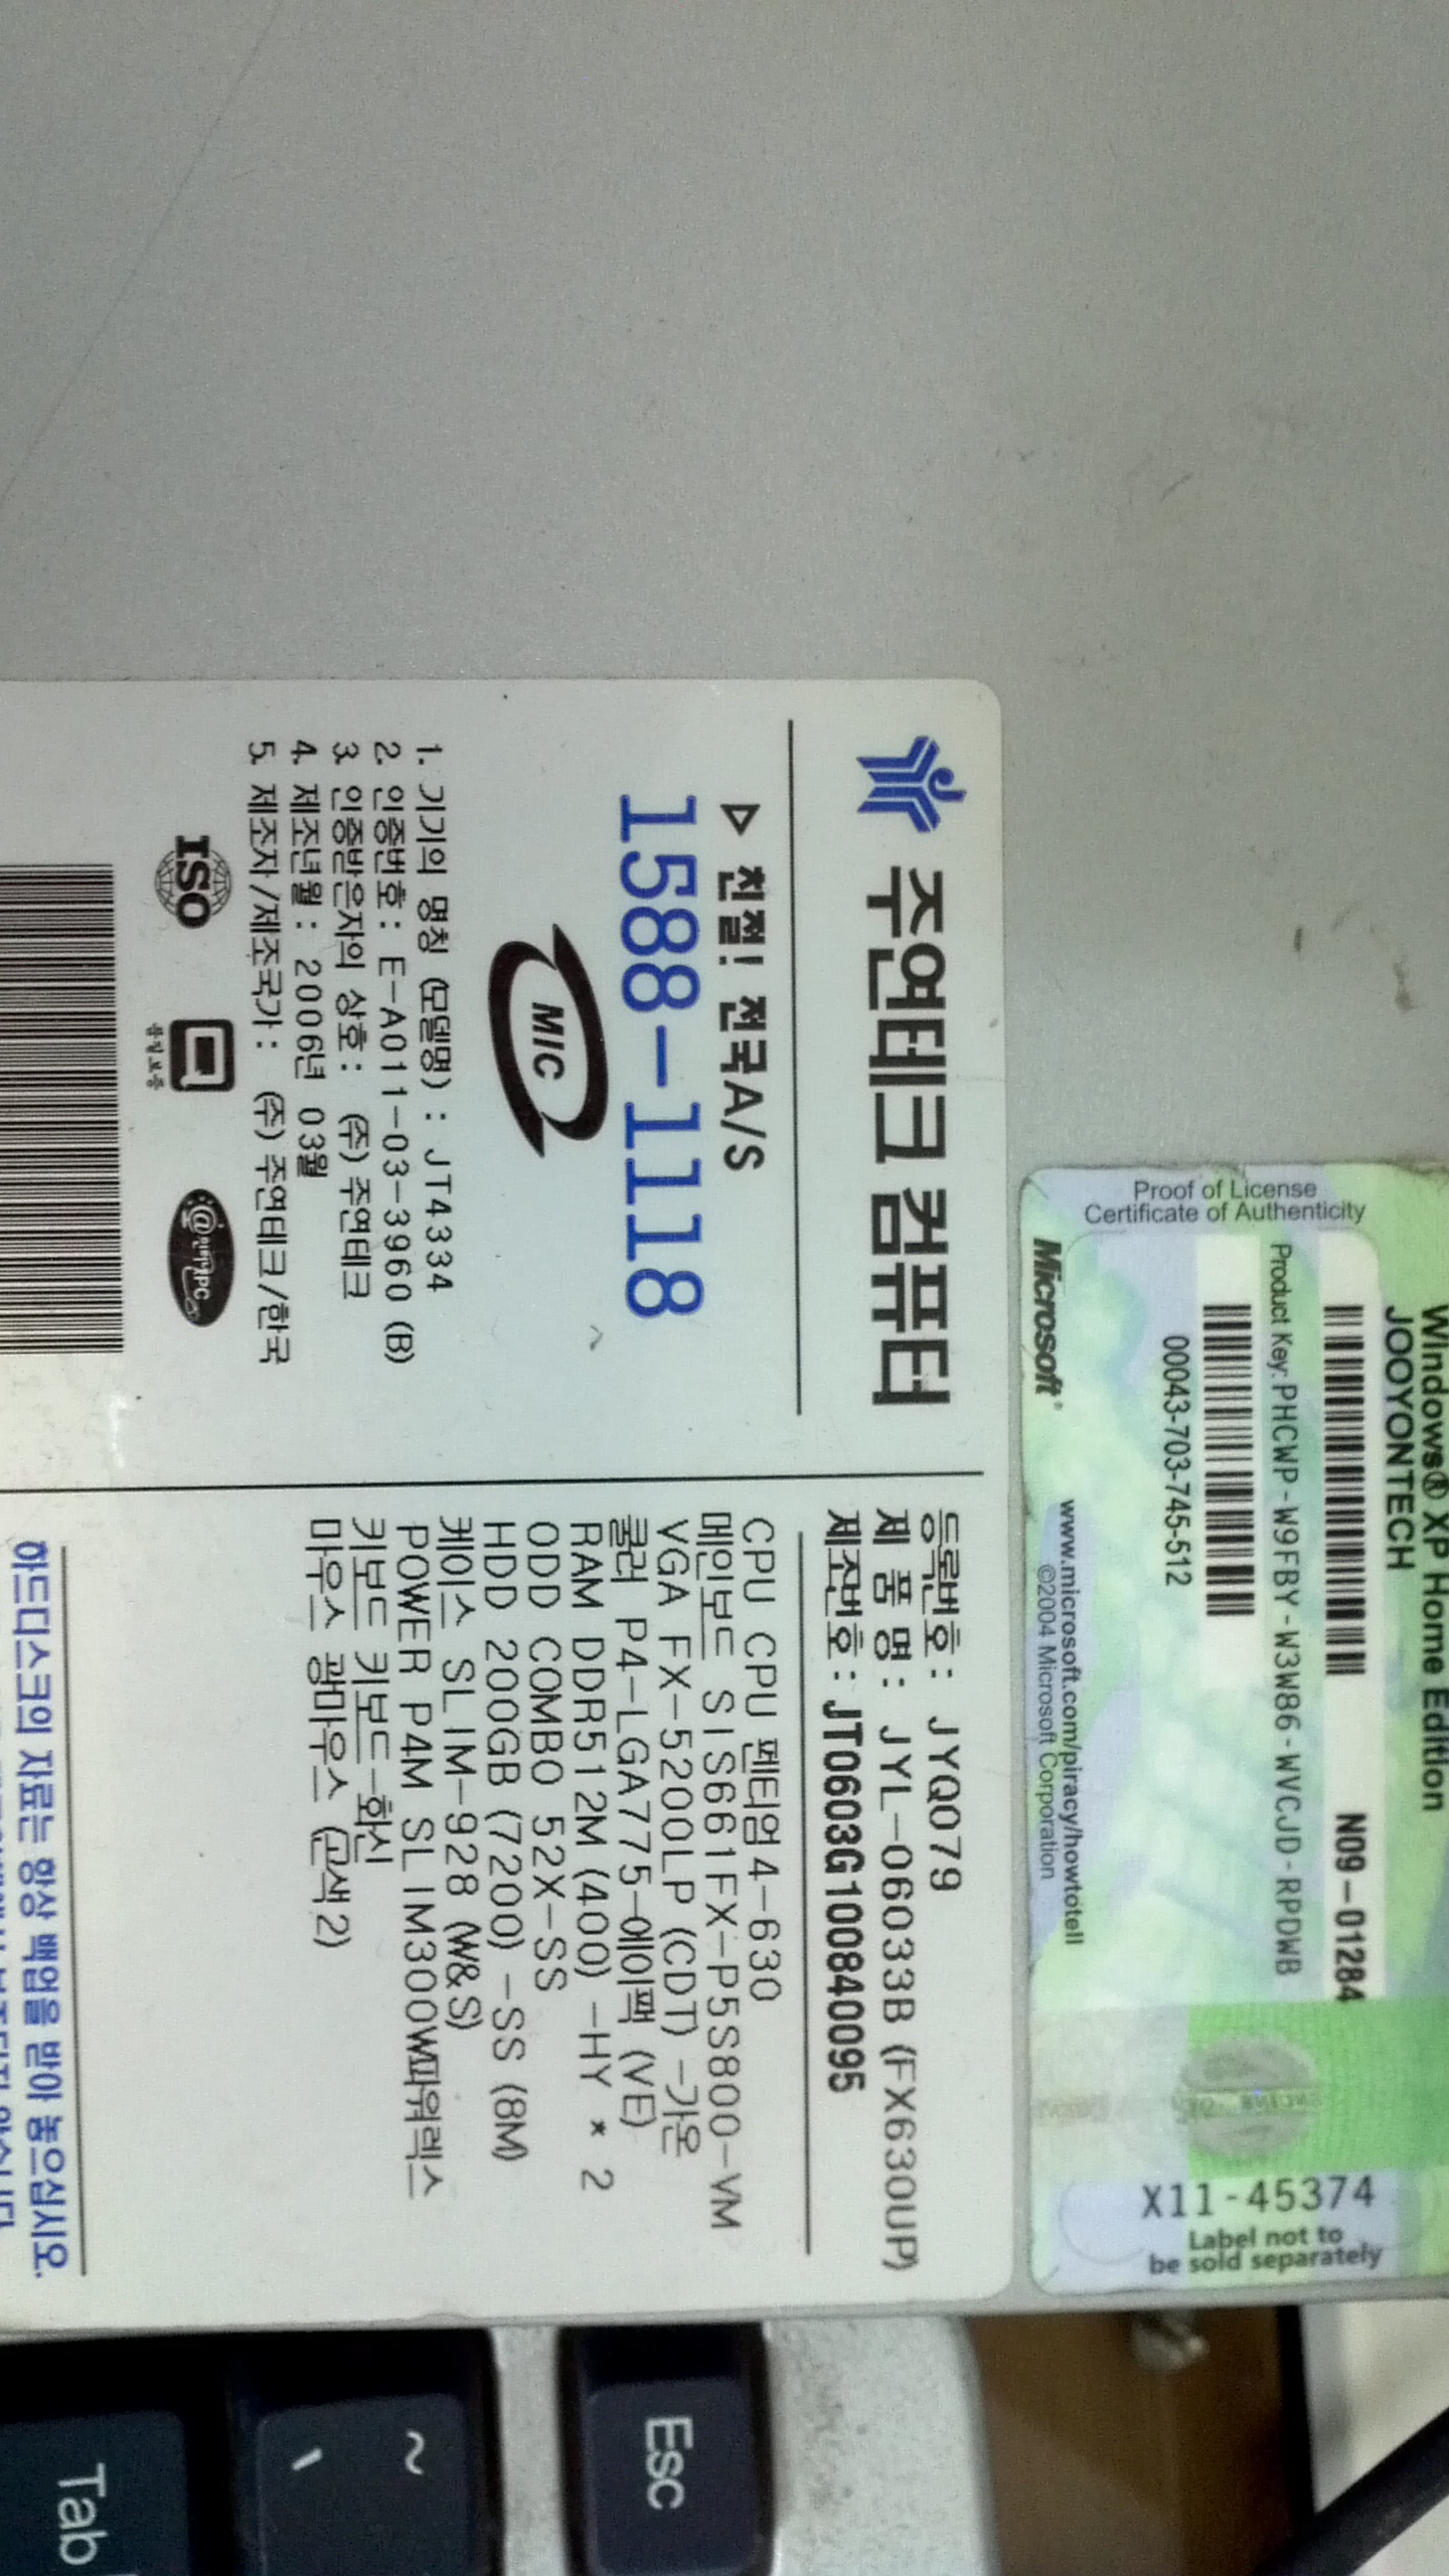 Windows® XP Home Edition
JOOYONTECH
N09-01284
Product Key: PHCWP-W9FBY-W3W86-WVCJD-RPDWB
00043-703-745-512
Proof of License
Certificate of Authenticity
Microsoft®
www.microsoft.com/piracy/howtotell
©2004 Microsoft Corporation
X11-45374
Label not to
be sold separately
주연테크 컴퓨터
▷ 친절! 전국A/S
1588-1118
MIC
1. 기기의 명칭 (모델명) : JT4334
2. 인증번호 : E-A011-03-3960 (B)
3. 인증받은자의 상호 : (주) 주연테크
4. 제조년월 : 2006년 03월
5. 제조자/제조국가 : (주) 주연테크/한국
ISO
품질보증
등록번호 : JYQ079
제 품 명 : JYL-06033B (FX630UP)
제조번호 : JT0603G100840095
CPU CPU 펜티엄4-630
메인보드 SIS661FX-P5S800-VM
VGA FX-5200LP (CDT) -가운
쿨러 P4-LGA775-에이팩 (VE)
RAM DDR512M (400) -HY * 2
ODD COMBO 52X-SS
HDD 200GB (7200) -SS (8M)
케이스 SLIM-928 (W&S)
POWER P4M SLIM300W파워렉스
키보드 키보드-화신
마우스 광마우스 (은색2)
하드디스크의 자료는 항상 백업을 받아 놓으십시오.
Esc
~
`
Tab